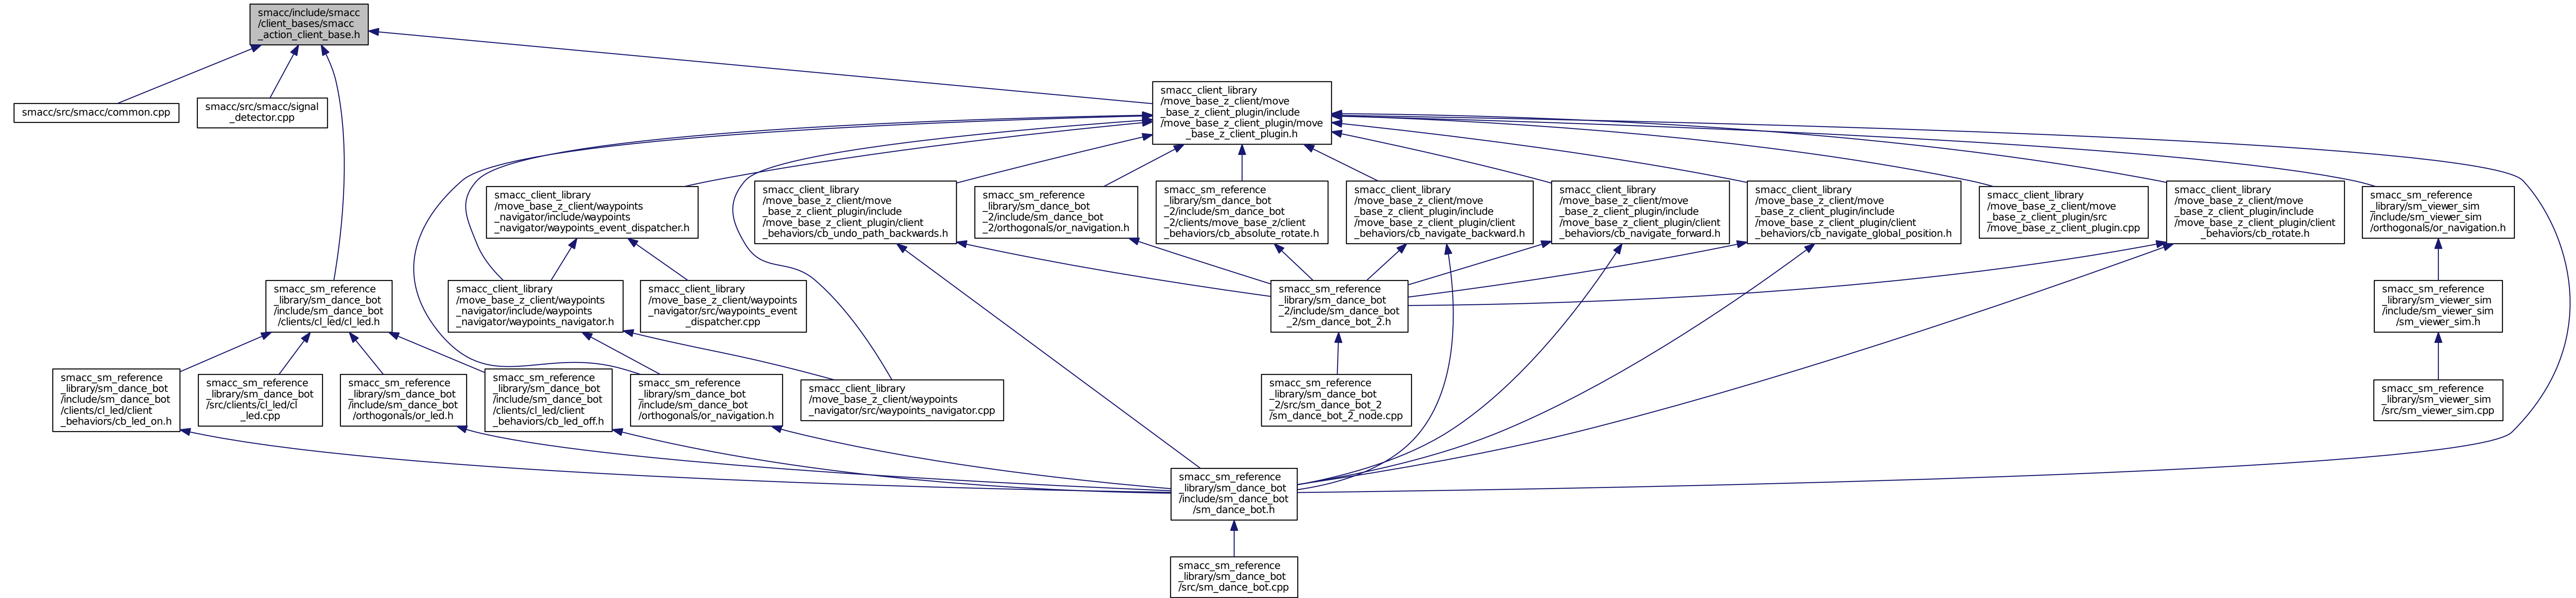 smacc/include/smacc
/client_bases/smacc
_action_client_base.h
smacc/src/smacc/common.cpp
smacc/src/smacc/signal
_detector.cpp
smacc_client_library
/move_base_z_client/move
_base_z_client_plugin/include
/move_base_z_client_plugin/move
_base_z_client_plugin.h
smacc_client_library
/move_base_z_client/waypoints
_navigator/include/waypoints
_navigator/waypoints_event_dispatcher.h
smacc_client_library
/move_base_z_client/move
_base_z_client_plugin/include
/move_base_z_client_plugin/client
_behaviors/cb_undo_path_backwards.h
smacc_sm_reference
_library/sm_dance_bot
_2/include/sm_dance_bot
_2/orthogonals/or_navigation.h
smacc_sm_reference
_library/sm_dance_bot
_2/include/sm_dance_bot
_2/clients/move_base_z/client
_behaviors/cb_absolute_rotate.h
smacc_client_library
/move_base_z_client/move
_base_z_client_plugin/include
/move_base_z_client_plugin/client
_behaviors/cb_navigate_backward.h
smacc_client_library
/move_base_z_client/move
_base_z_client_plugin/include
/move_base_z_client_plugin/client
_behaviors/cb_navigate_forward.h
smacc_client_library
/move_base_z_client/move
_base_z_client_plugin/include
/move_base_z_client_plugin/client
_behaviors/cb_navigate_global_position.h
smacc_client_library
/move_base_z_client/move
_base_z_client_plugin/src
/move_base_z_client_plugin.cpp
smacc_client_library
/move_base_z_client/move
_base_z_client_plugin/include
/move_base_z_client_plugin/client
_behaviors/cb_rotate.h
smacc_sm_reference
_library/sm_viewer_sim
/include/sm_viewer_sim
/orthogonals/or_navigation.h
smacc_sm_reference
_library/sm_dance_bot
/include/sm_dance_bot
/clients/cl_led/cl_led.h
smacc_client_library
/move_base_z_client/waypoints
_navigator/include/waypoints
_navigator/waypoints_navigator.h
smacc_client_library
/move_base_z_client/waypoints
_navigator/src/waypoints_event
_dispatcher.cpp
smacc_sm_reference
_library/sm_dance_bot
_2/include/sm_dance_bot
_2/sm_dance_bot_2.h
smacc_sm_reference
_library/sm_viewer_sim
/include/sm_viewer_sim
/sm_viewer_sim.h
smacc_sm_reference
_library/sm_dance_bot
/include/sm_dance_bot
/clients/cl_led/client
_behaviors/cb_led_on.h
smacc_sm_reference
_library/sm_dance_bot
/src/clients/cl_led/cl
_led.cpp
smacc_sm_reference
_library/sm_dance_bot
/include/sm_dance_bot
/orthogonals/or_led.h
smacc_sm_reference
_library/sm_dance_bot
/include/sm_dance_bot
/clients/cl_led/client
_behaviors/cb_led_off.h
smacc_sm_reference
_library/sm_dance_bot
/include/sm_dance_bot
/orthogonals/or_navigation.h
smacc_client_library
/move_base_z_client/waypoints
_navigator/src/waypoints_navigator.cpp
smacc_sm_reference
_library/sm_dance_bot
_2/src/sm_dance_bot_2
/sm_dance_bot_2_node.cpp
smacc_sm_reference
_library/sm_viewer_sim
/src/sm_viewer_sim.cpp
smacc_sm_reference
_library/sm_dance_bot
/include/sm_dance_bot
/sm_dance_bot.h
smacc_sm_reference
_library/sm_dance_bot
/src/sm_dance_bot.cpp